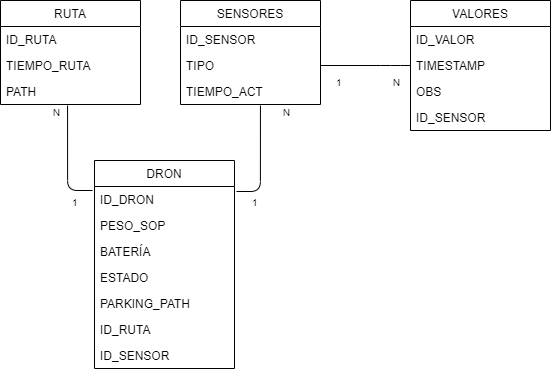 RUTA
ID_RUTA
TIEMPO_RUTA
PATH
SENSORES
ID_SENSOR
TIPO
TIEMPO_ACT
VALORES
ID_VALOR
TIMESTAMP
OBS
ID_SENSOR
1
N
N
N
1
1
DRON
ID_DRON
PESO_SOP
BATERÍA
ESTADO
PARKING_PATH
ID_RUTA
ID_SENSOR